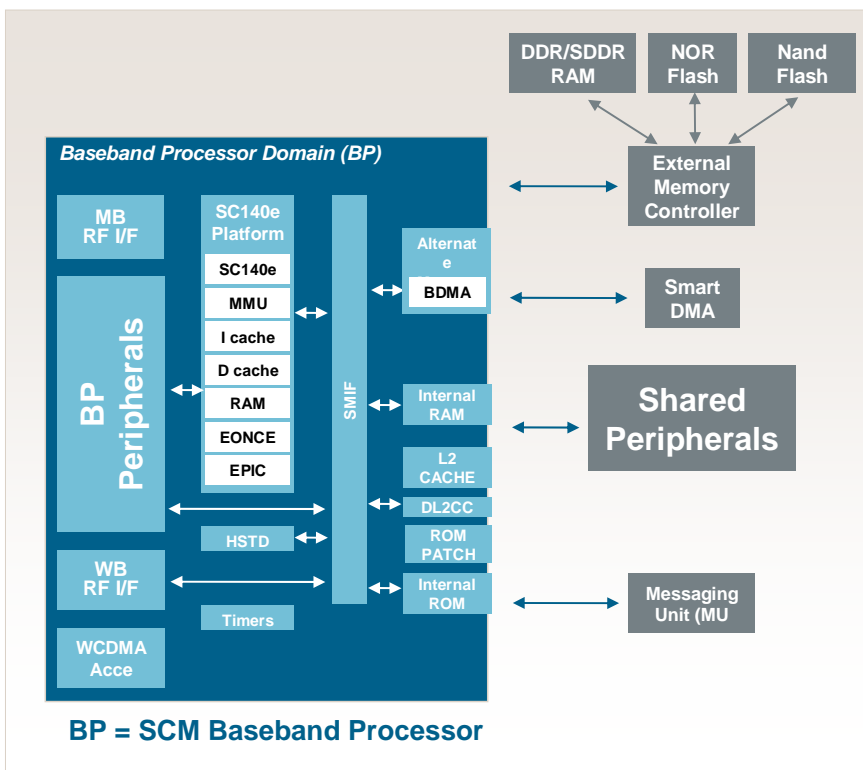 DDR/SDDR
RAM
NOR
Flash
Nand
Flash
Baseband Processor Domain (BP)
External
Memory
Controller
MB
RF I/F
SC140e
Platform
SC140e
MMU
I cache
D cache
RAM
EONCE
EPIC
BP
Peripherals
SMIF
Alternat
e
BDMA
Smart
DMA
Internal
RAM
Shared
Peripherals
L2
CACHE
DL2CC
HSTD
ROM
PATCH
WB
RF I/F
Internal
ROM
Messaging
Unit (MU
Timers
WCDMA
Acce
BP = SCM Baseband Processor